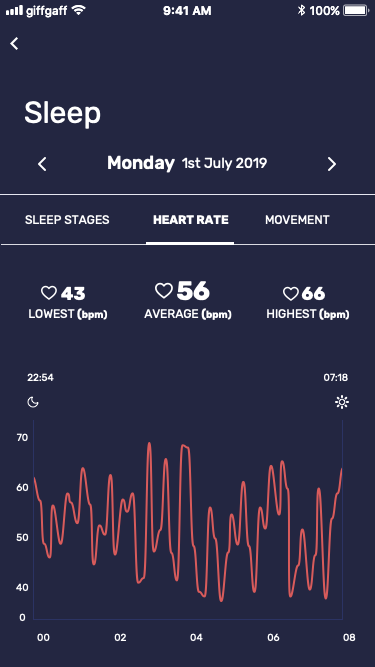 giffgaff 9:41 AM 100%
Sleep
Monday 1st July 2019
SLEEP STAGES HEART RATE MOVEMENT
43 56 66
LOWEST (bpm) AVERAGE (bpm) HIGHEST (bpm)
22:54 07:18
70
60
50
40
0
00 02 04 06 08